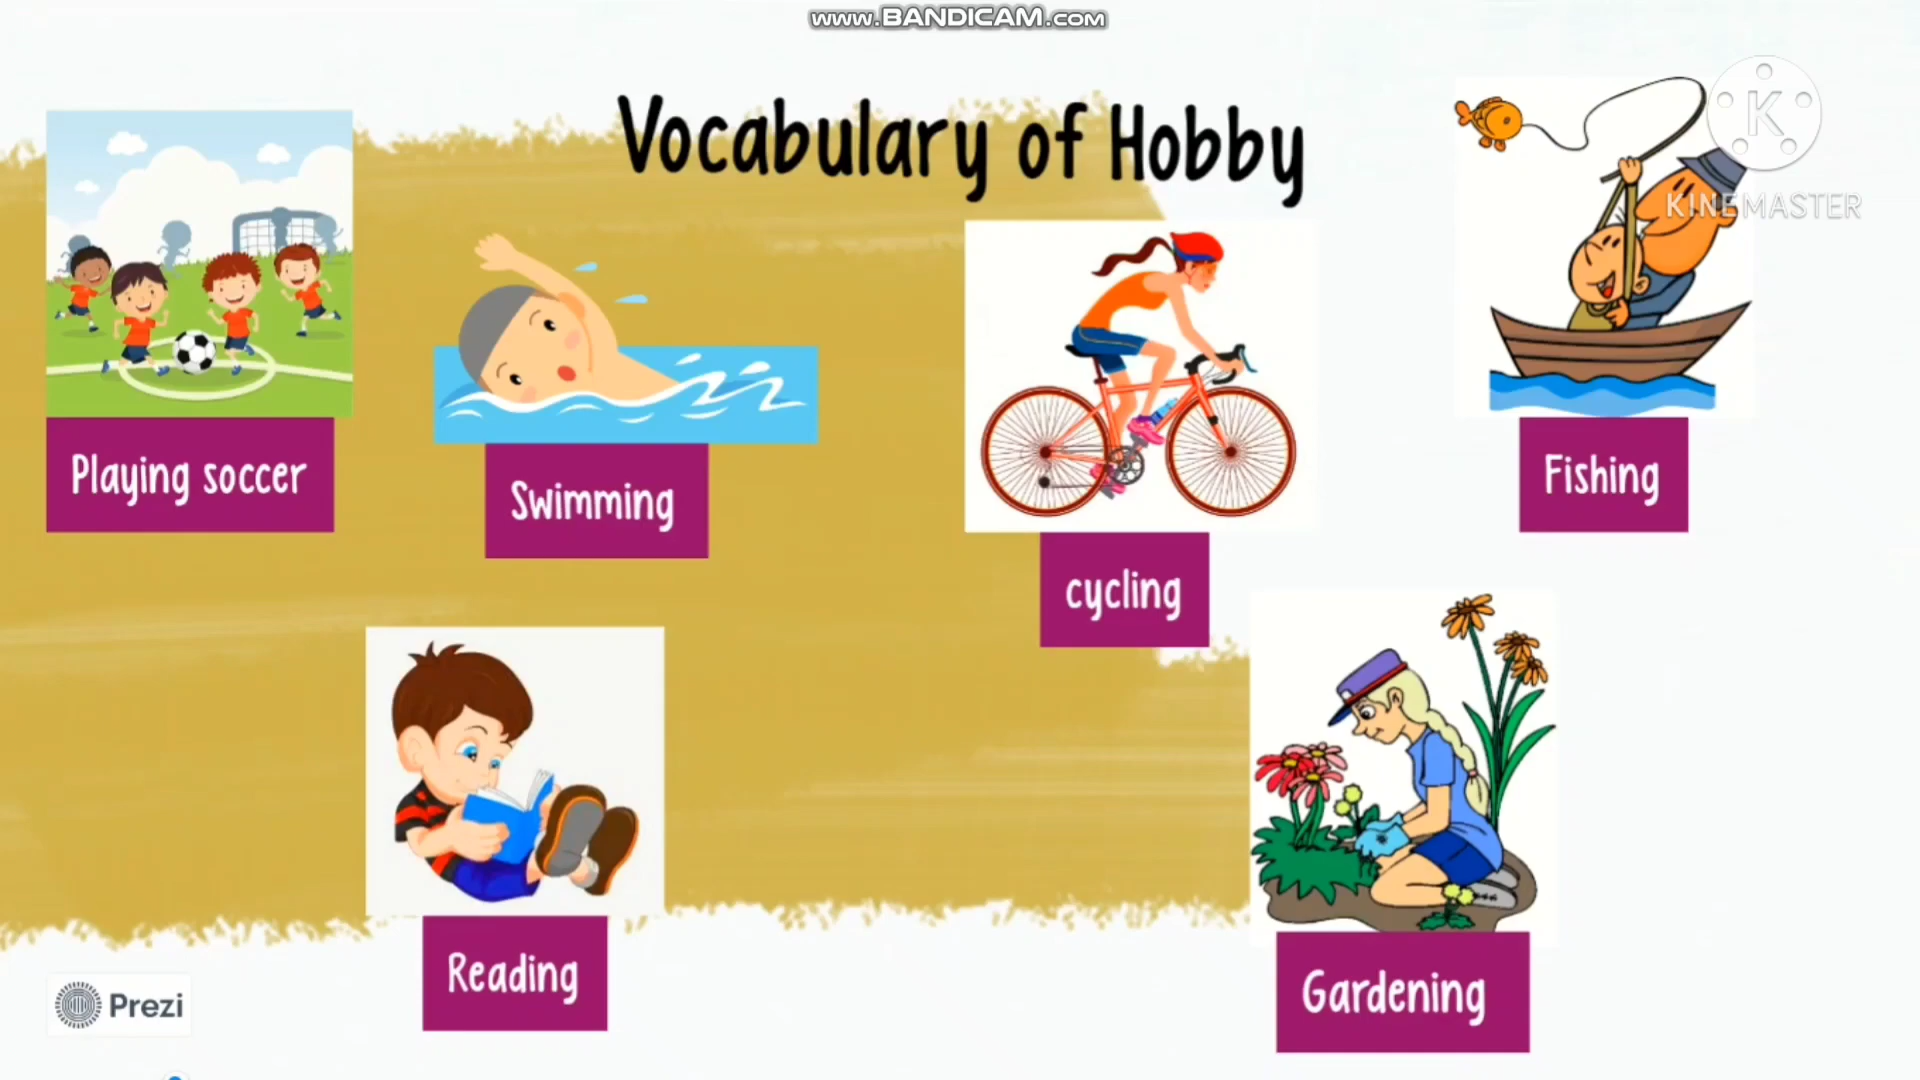 www.BANDICAM.com
Vocabulary of Hobby
K
KINEMASTER
Playing soccer
Swimming
cycling
Fishing
Reading
Gardening
Prezi